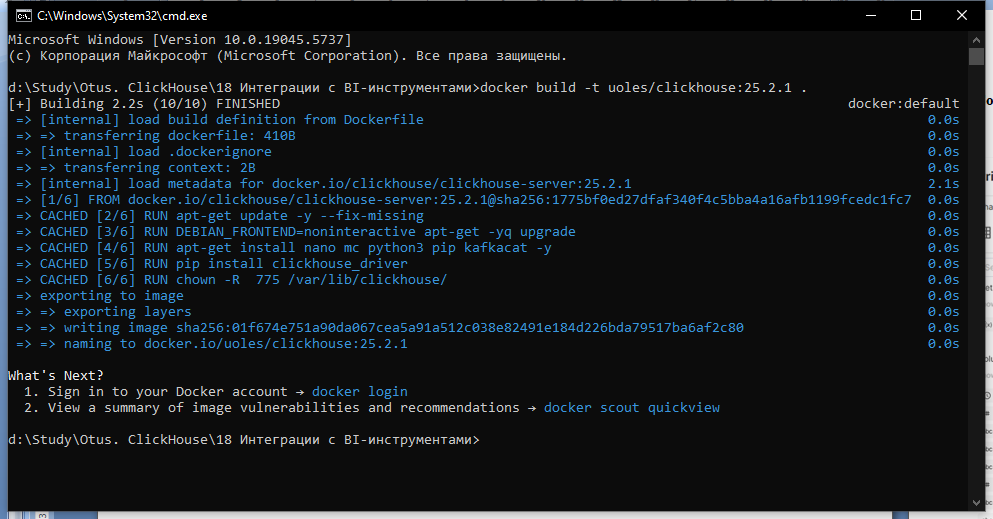 C:\Windows\System32\cmd.exe
Microsoft Windows [Version 10.0.19045.5737]
(c) Корпорация Майкрософт (Microsoft Corporation). Все права защищены.
d:\Study\Otus. ClickHouse\18 Интеграции с BI-инструментами>docker build -t uoles/clickhouse:25.2.1 .
[+] Building 2.2s (10/10) FINISHED docker:default
=> [internal] load build definition from Dockerfile 0.0s
=> => transferring dockerfile: 410B 0.0s
=> [internal] load .dockerignore 0.0s
=> => transferring context: 2B 0.0s
=> [internal] load metadata for docker.io/clickhouse/clickhouse-server:25.2.1 2.1s
=> [1/6] FROM docker.io/clickhouse/clickhouse-server:25.2.1@sha256:1775bf0ed27dfaf340f4c5bba4a16afb1199fcedc1fc7 0.0s
=> CACHED [2/6] RUN apt-get update -y --fix-missing 0.0s
=> CACHED [3/6] RUN DEBIAN_FRONTEND=noninteractive apt-get -yq upgrade 0.0s
=> CACHED [4/6] RUN apt-get install nano mc python3 pip kafkacat -y 0.0s
=> CACHED [5/6] RUN pip install clickhouse_driver 0.0s
=> CACHED [6/6] RUN chown -R  775 /var/lib/clickhouse/ 0.0s
=> exporting to image 0.0s
=> => exporting layers 0.0s
=> => writing image sha256:01f674e751a90da067cea5a91a512c038e82491e184d226bda79517ba6af2c80 0.0s
=> => naming to docker.io/uoles/clickhouse:25.2.1 0.0s
What's Next?
1. Sign in to your Docker account → docker login
2. View a summary of image vulnerabilities and recommendations → docker scout quickview
d:\Study\Otus. ClickHouse\18 Интеграции с BI-инструментами>